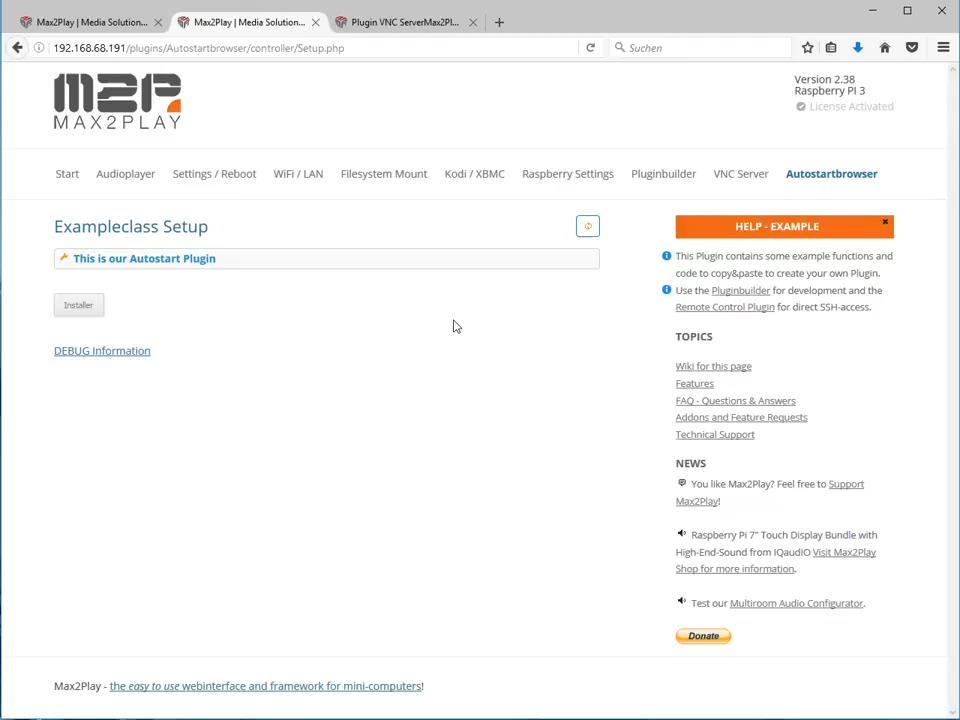 Max2Play | Media Solution...
Max2Play | Media Solution...
Plugin VNC ServerMax2Pl...
192.168.68.191/plugins/Autostartbrowser/controller/Setup.php
Suchen
M2P
MAX2PLAY
Version 2.38
Raspberry PI 3
License Activated
Start Audioplayer Settings / Reboot WiFi / LAN Filesystem Mount Kodi / XBMC Raspberry Settings Pluginbuilder VNC Server Autostartbrowser
Exampleclass Setup
This is our Autostart Plugin
Installer
DEBUG Information
HELP - EXAMPLE
This Plugin contains some example functions and
code to copy&paste to create your own Plugin.
Use the Pluginbuilder for development and the
Remote Control Plugin for direct SSH-access.
TOPICS
Wiki for this page
Features
FAQ - Questions & Answers
Addons and Feature Requests
Technical Support
NEWS
You like Max2Play? Feel free to Support
Max2Play!
Raspberry Pi 7" Touch Display Bundle with
High-End-Sound from IQaudIO Visit Max2Play
Shop for more information.
Test our Multiroom Audio Configurator.
Donate
Max2Play - the easy to use webinterface and framework for mini-computers!